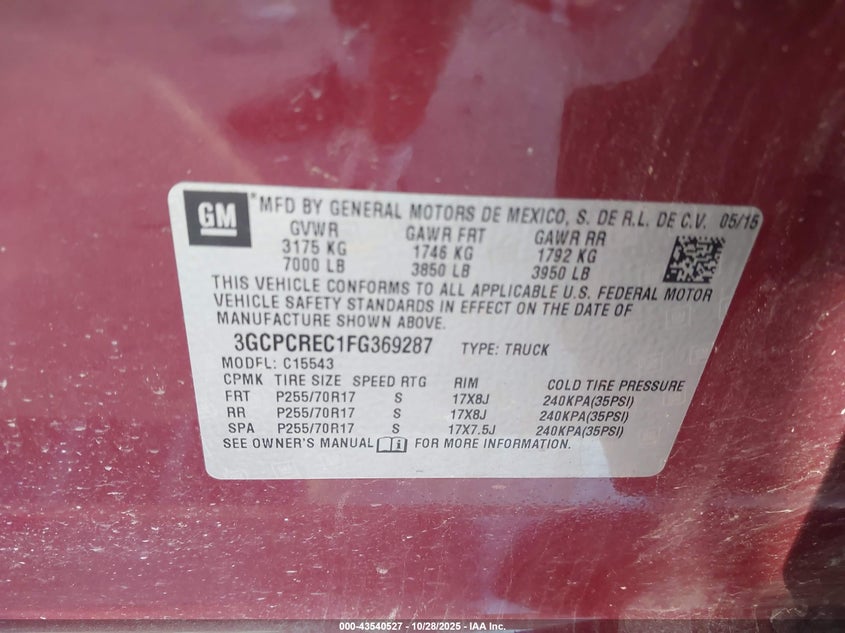 GM
*MFD BY GENERAL MOTORS DE MEXICO, S. DE R.L. DE C.V. 05/15
GVWR GAWR FRT GAWR RR
3175 KG 1746 KG 1792 KG
7000 LB 3850 LB 3950 LB
THIS VEHICLE CONFORMS TO ALL APPLICABLE U.S. FEDERAL MOTOR
VEHICLE SAFETY STANDARDS IN EFFECT ON THE DATE OF
MANUFACTURE SHOWN ABOVE.
3GCPCREC1FG369287 TYPE: TRUCK
MODEL: C15543
CPMK TIRE SIZE SPEED RTG RIM COLD TIRE PRESSURE
FRT P255/70R17 S 17X8J 240KPA(35PSI)
RR P255/70R17 S 17X8J 240KPA(35PSI)
SPA P255/70R17 S 17X7.5J 240KPA(35PSI)
SEE OWNER'S MANUAL i FOR MORE INFORMATION.
000-43540527 - 10/28/2025 - IAA Inc.